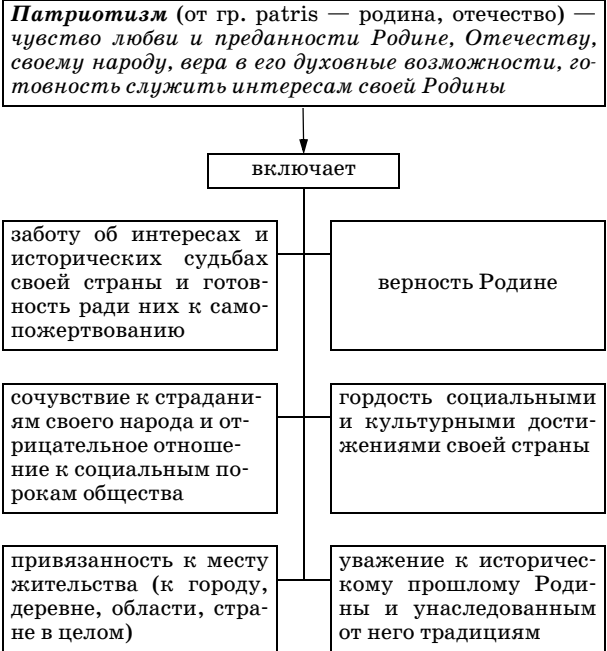 Патриотизм (от гр. patris — родина, отечество) —
чувство любви и преданности Родине, Отечеству,
своему народу, вера в его духовные возможности, го-
товность служить интересам своей Родины
включает
заботу об интересах и
исторических судьбах
своей страны и готов-
ность ради них к само-
пожертвованию
верность Родине
сочувствие к страдани-
ям своего народа и от-
рицательное отноше-
ние к социальным по-
рокам общества
гордость социальными
и культурными дости-
жениями своей страны
привязанность к месту
жительства (к городу,
деревне, области, стра-
не в целом)
уважение к историчес-
кому прошлому Роди-
ны и унаследованным
от него традициям